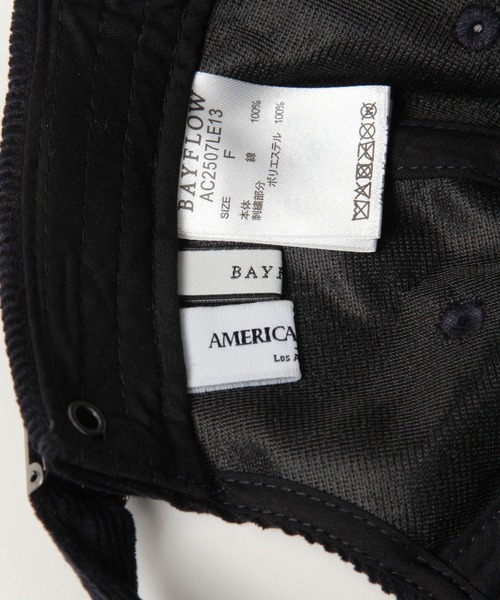 BAYFLOW
AC2507LE13
SIZE F
本体 綿 100%
刺繍部分 ポリエステル 100%
BAYF
AMERICA
Los A